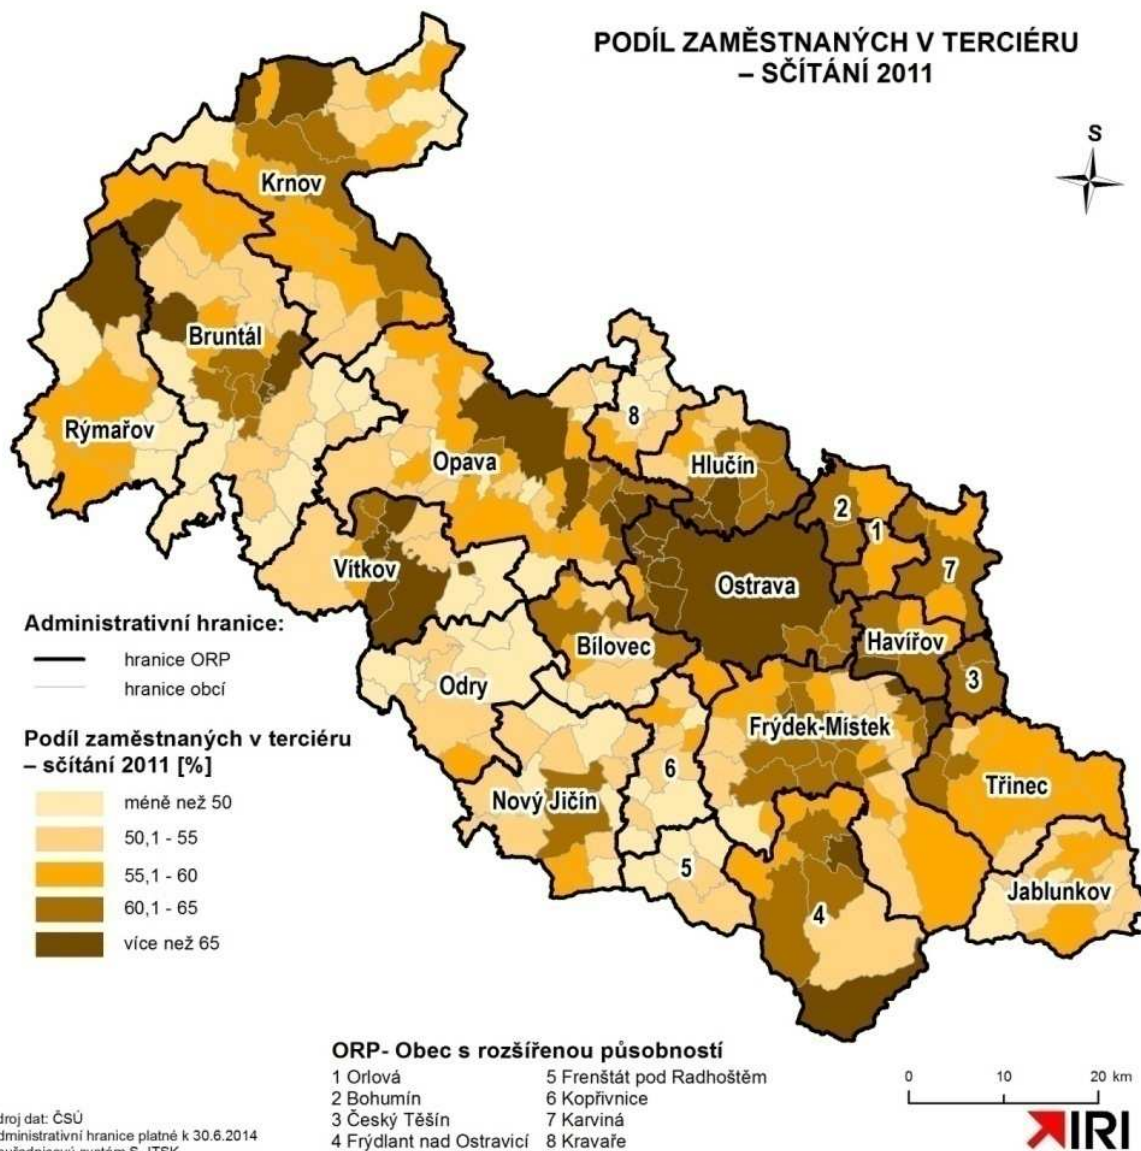 PODÍL ZAMĚSTNANÝCH V TERCIÉRU
– SČÍTÁNÍ 2011
S
Krnov
Bruntál
Rýmařov
8
Opava
Hlučín
2
1
7
Vítkov
Ostrava
Havířov
Bílovec
3
Odry
Frýdek-Místek
6
Třinec
Nový Jičín
5
Jablunkov
4
Administrativní hranice:
hranice ORP
hranice obcí
Podíl zaměstnaných v terciéru
– sčítání 2011 [%]
méně než 50
50,1 - 55
55,1 - 60
60,1 - 65
více než 65
ORP- Obec s rozšířenou působností
1 Orlová
2 Bohumín
3 Český Těšín
4 Frýdlant nad Ostravicí
5 Frenštát pod Radhoštěm
6 Kopřivnice
7 Karviná
8 Kravaře
0 10 20 km
IRI
dat: ČSÚ
hranice platné k 30.6.2014